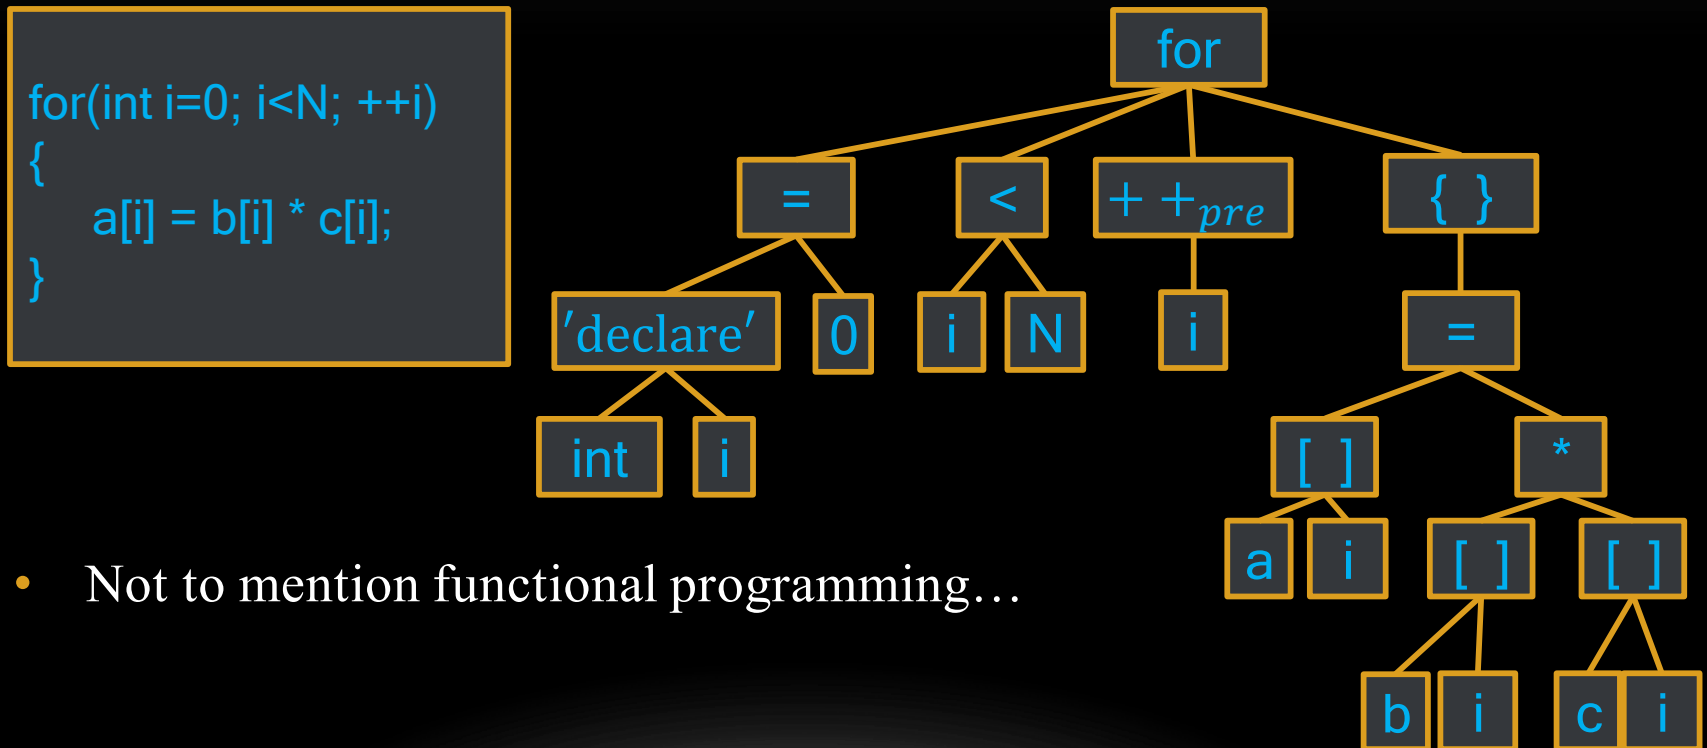 for(int i=0; i<N; ++i)
{
a[i] = b[i] * c[i];
}
for
= < + +pre { }
'declare' 0 i N i =
int i [ ] *
a i [ ] [ ]
• Not to mention functional programming…
b i c i